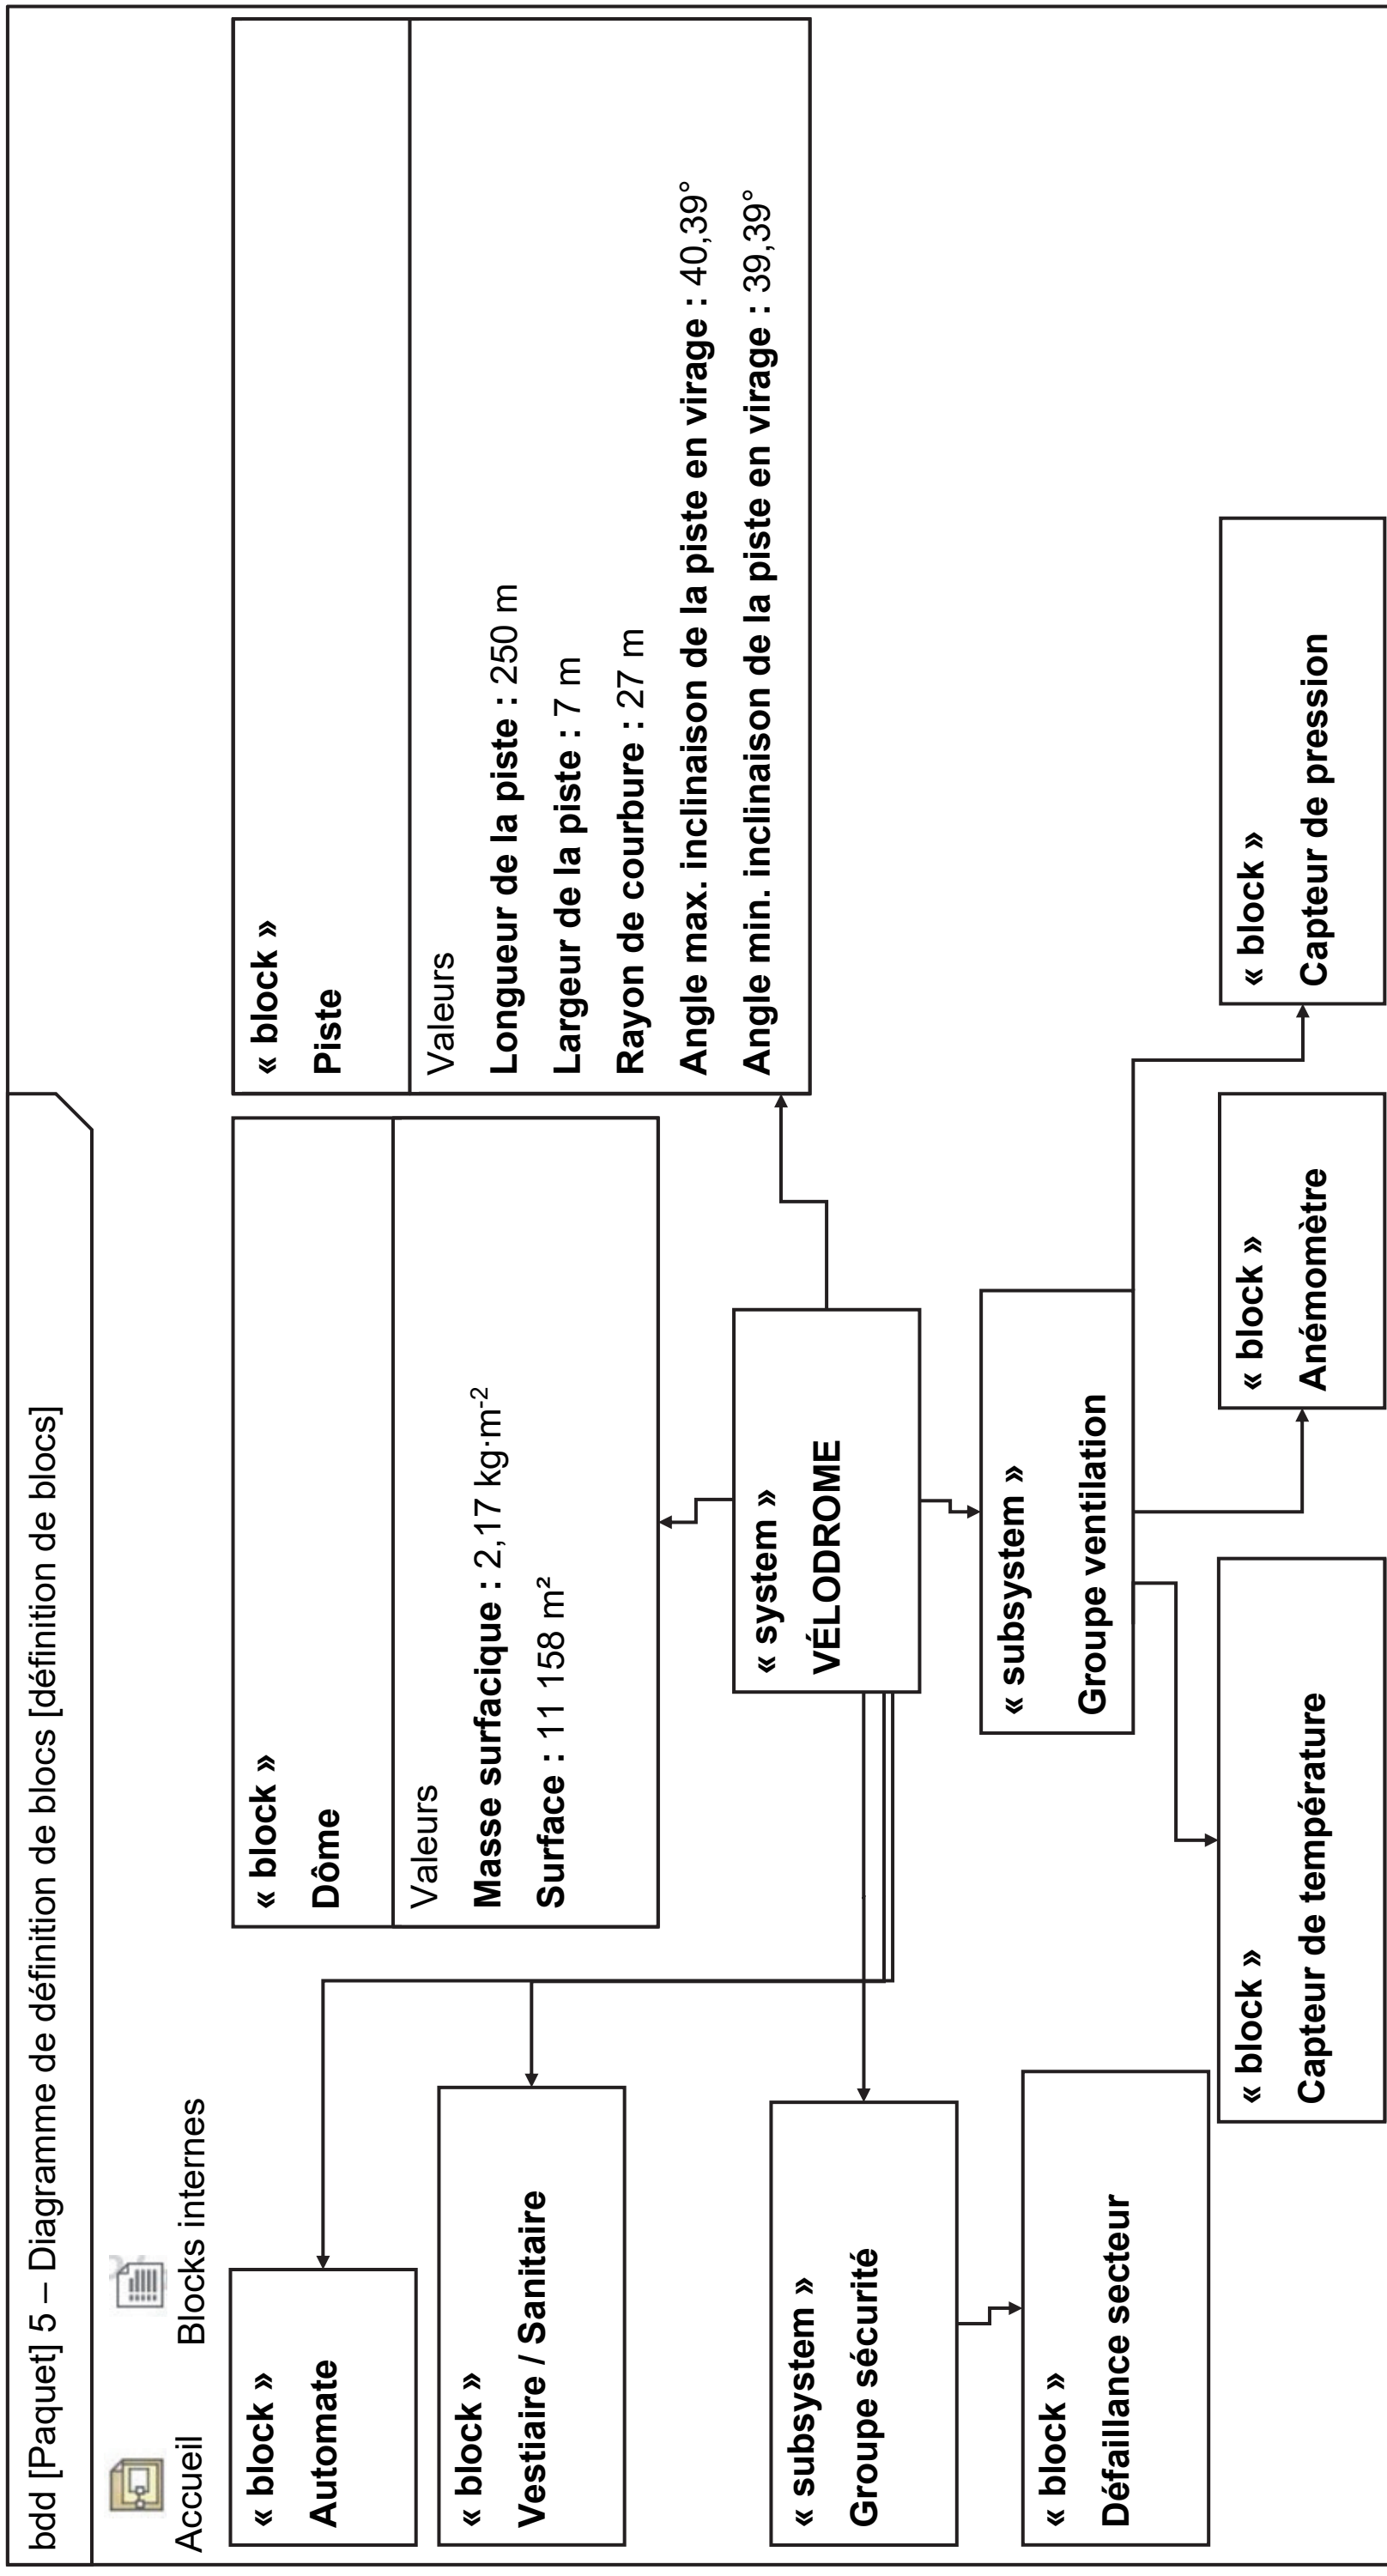 bdd [Paquet] 5 – Diagramme de définition de blocs [définition de blocs]
Accueil
Blocks internes
« block »
Automate
« block »
Vestiaire / Sanitaire
« block »
Dôme
Valeurs
Masse surfacique : 2,17 kg·m⁻²
Surface : 11 158 m²
« block »
Piste
Valeurs
Longueur de la piste : 250 m
Largeur de la piste : 7 m
Rayon de courbure : 27 m
Angle max. inclinaison de la piste en virage : 40,39°
Angle min. inclinaison de la piste en virage : 39,39°
« system »
VÉLODROME
« subsystem »
Groupe sécurité
« block »
Défaillance secteur
« subsystem »
Groupe ventilation
« block »
Capteur de température
« block »
Anémomètre
« block »
Capteur de pression